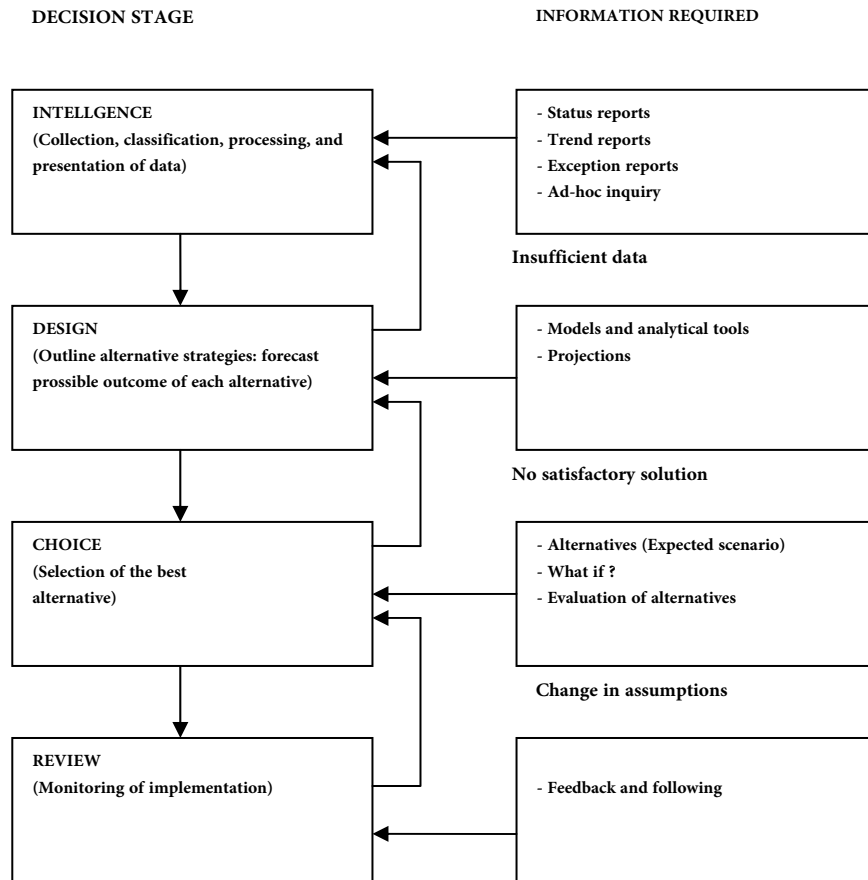 DECISION STAGE
INFORMATION REQUIRED
INTELLGENCE
(Collection, classification, processing, and
presentation of data)
- Status reports
- Trend reports
- Exception reports
- Ad-hoc inquiry
Insufficient data
DESIGN
(Outline alternative strategies: forecast
prossible outcome of each alternative)
- Models and analytical tools
- Projections
No satisfactory solution
CHOICE
(Selection of the best
alternative)
- Alternatives (Expected scenario)
- What if ?
- Evaluation of alternatives
Change in assumptions
REVIEW
(Monitoring of implementation)
- Feedback and following